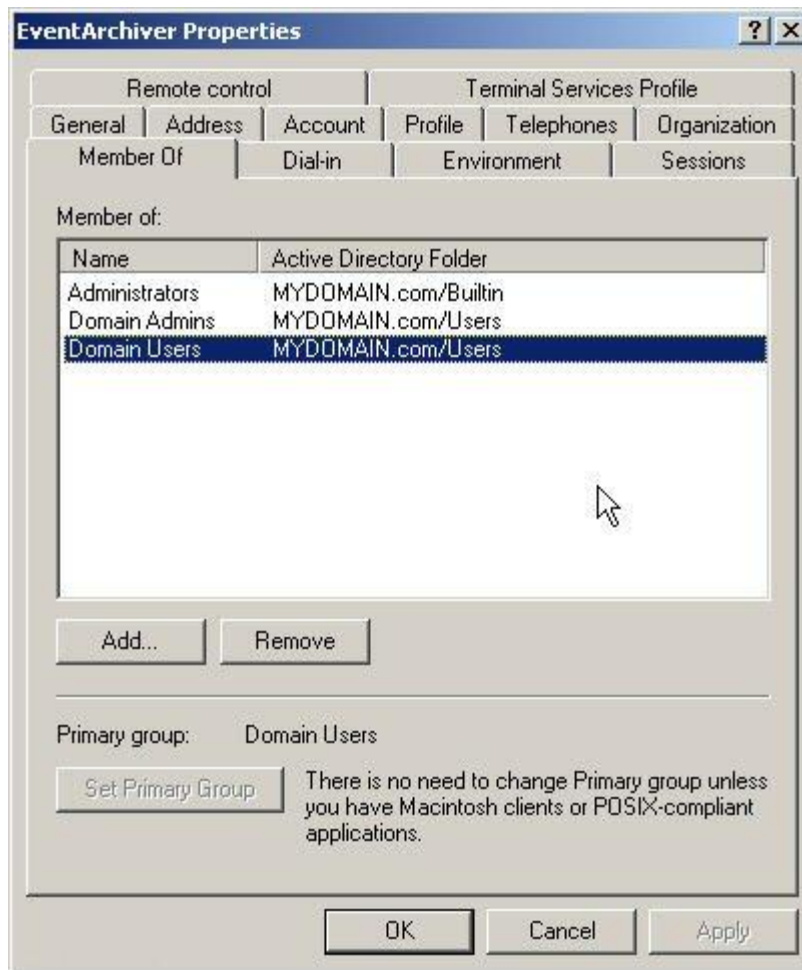 EventArchiver Properties
Remote control Terminal Services Profile
General Address Account Profile Telephones Organization
Member Of Dial-in Environment Sessions
Member of:
Name Active Directory Folder
Administrators MYDOMAIN.com/Builtin
Domain Admins MYDOMAIN.com/Users
Domain Users MYDOMAIN.com/Users
Add... Remove
Primary group: Domain Users
Set Primary Group
There is no need to change Primary group unless
you have Macintosh clients or POSIX-compliant
applications.
OK Cancel Apply